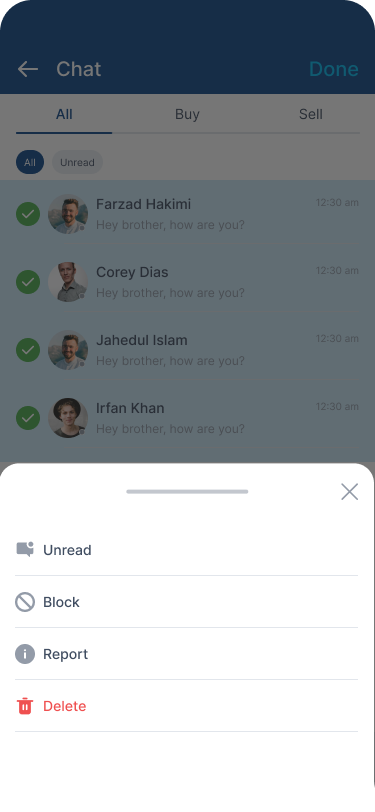 Chat Done
All Buy Sell
All Unread
Farzad Hakimi 12:30 am
Hey brother, how are you?
Corey Dias 12:30 am
Hey brother, how are you?
Jahedul Islam 12:30 am
Hey brother, how are you?
Irfan Khan 12:30 am
Hey brother, how are you?
Unread
Block
Report
Delete